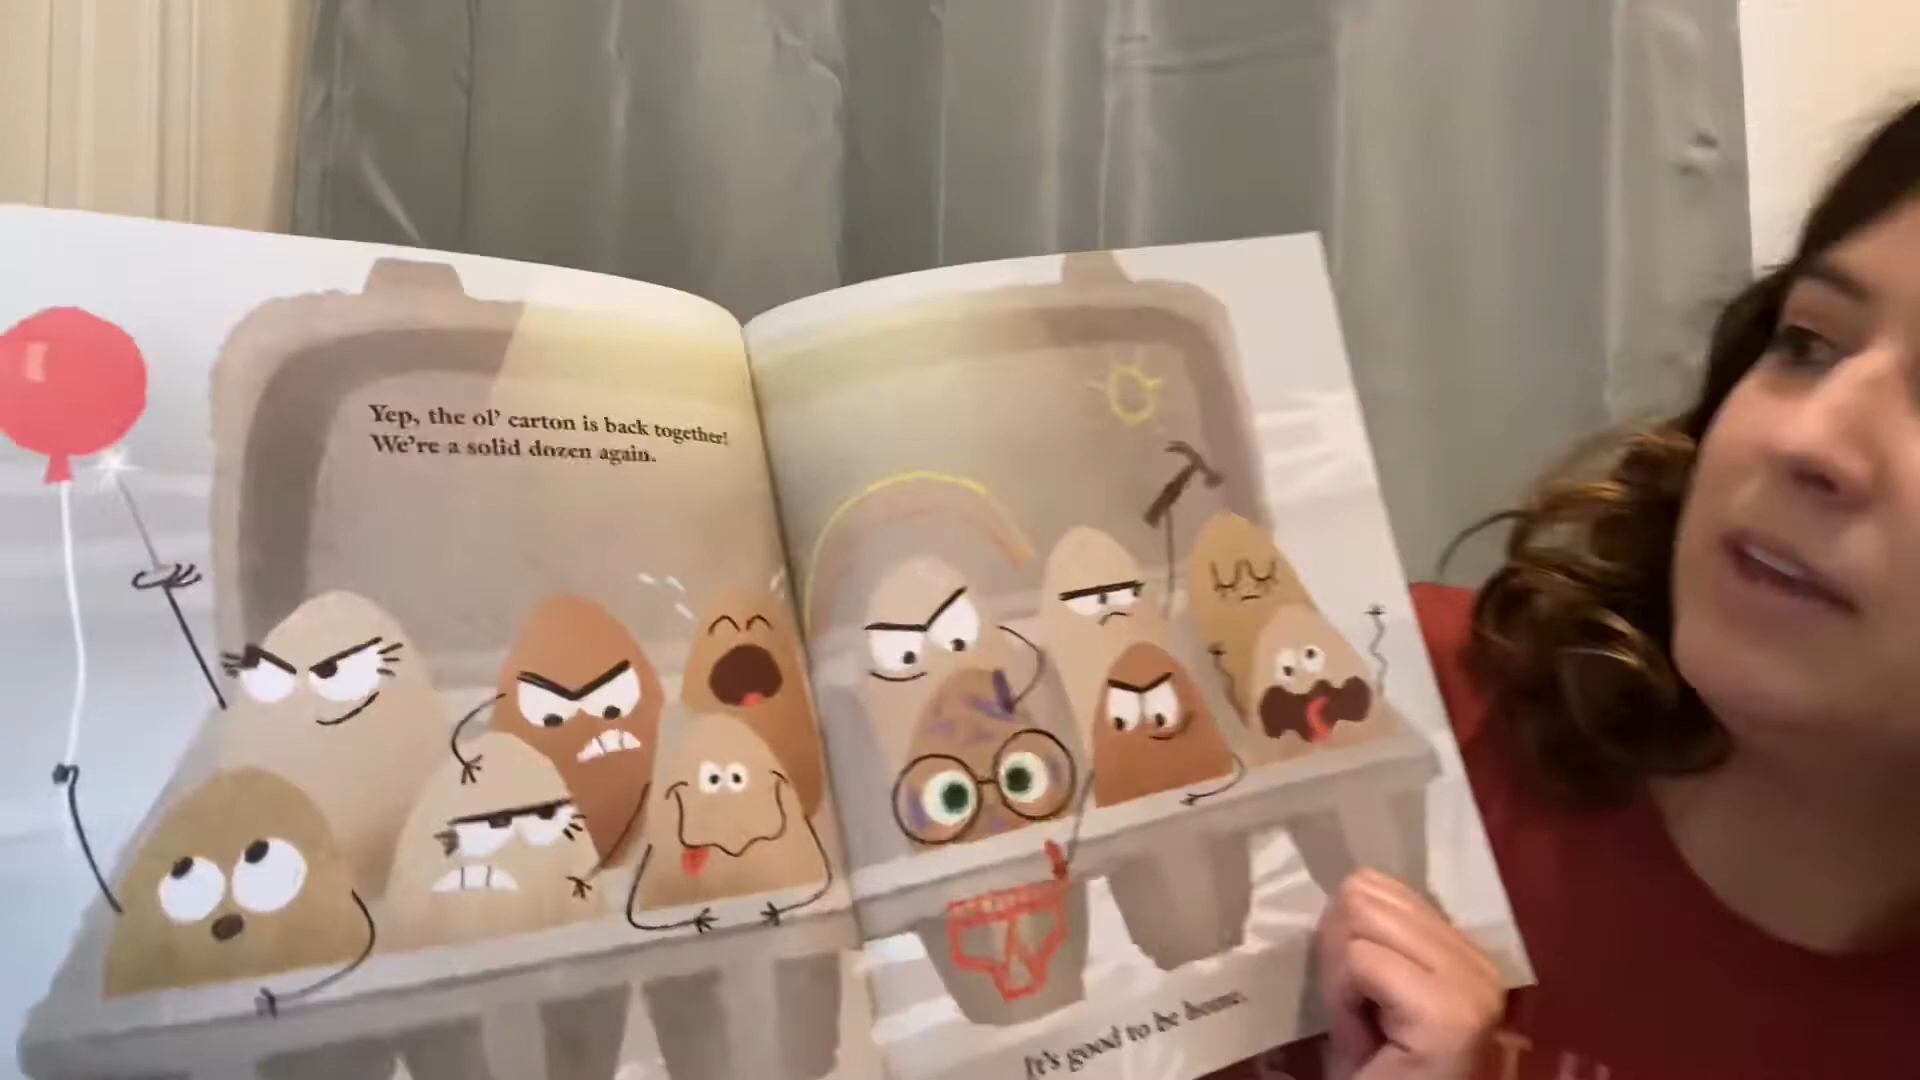 Yep, the ol' carton is back together!
We're a solid dozen again.
It's good to be home.